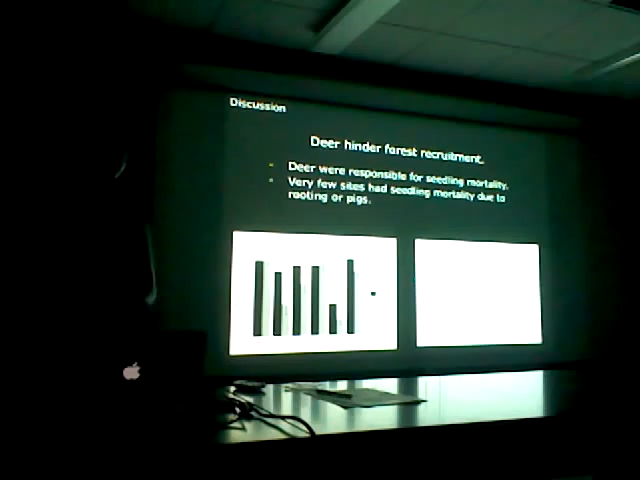 Discussion
Deer hinder forest recruitment.
Deer were responsible for seedling mortality.
Very few sites had seedling mortality due to
rooting or pigs.